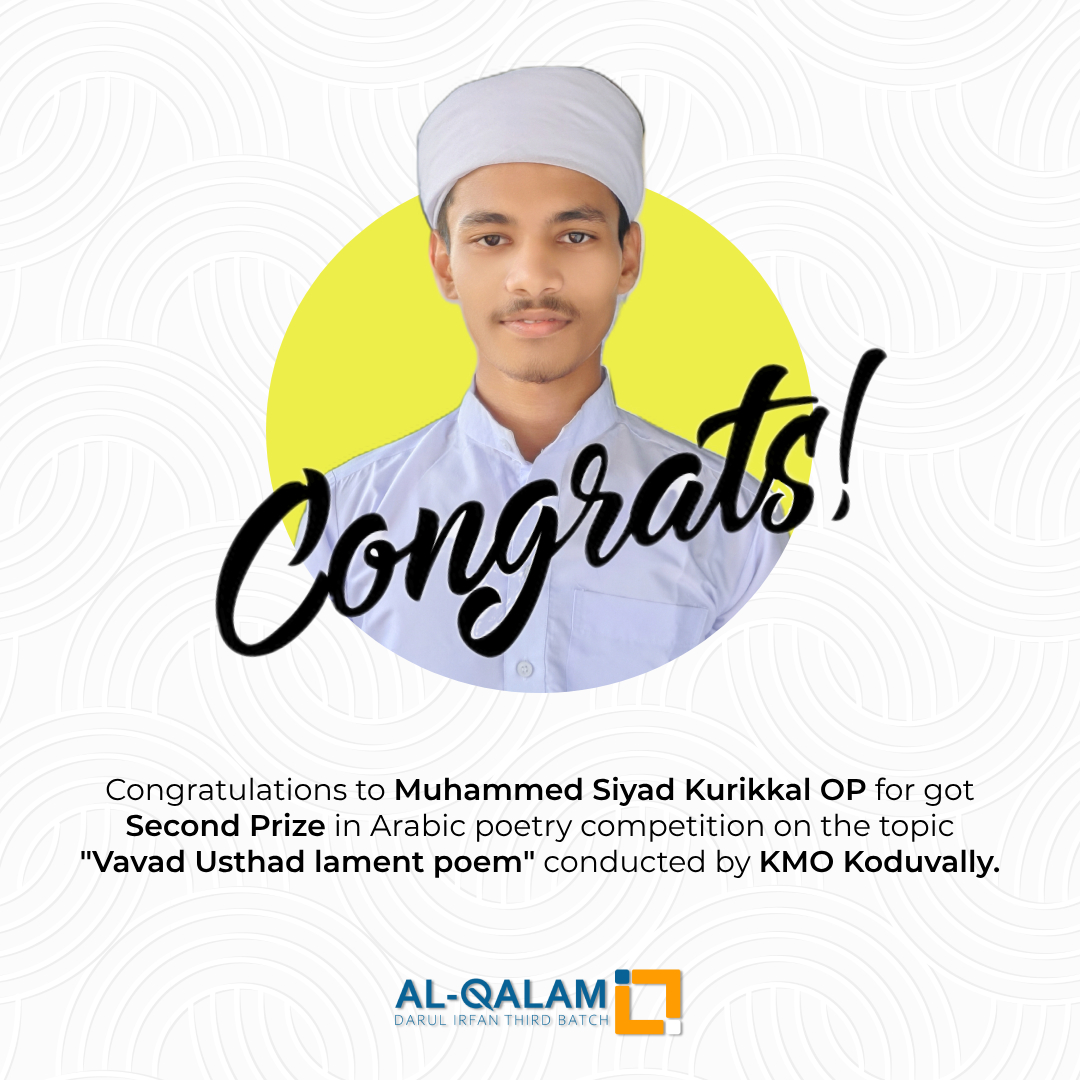 Congrats!
Congratulations to Muhammed Siyad Kurikkal OP for got
Second Prize in Arabic poetry competition on the topic
"Vavad Usthad lament poem" conducted by KMO Koduvally.
AL-QALAM
DARUL IRFAN THIRD BATCH